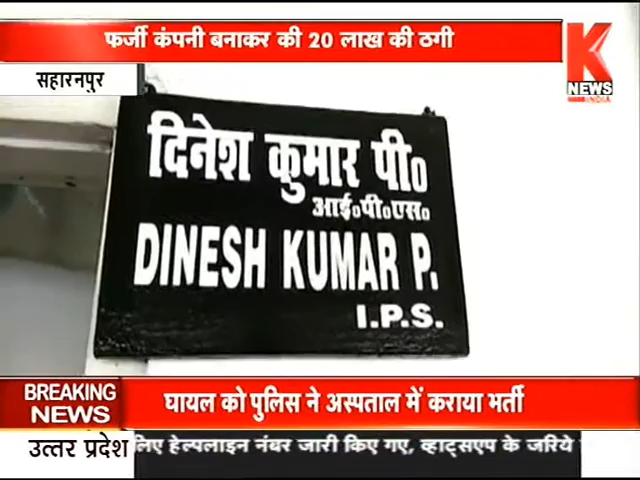 फर्जी कंपनी बनाकर की 20 लाख की ठगी
K
NEWS
INDIA
सहारनपुर
दिनेश कुमार पी०
आई०पी०एस०
DINESH KUMAR P.
I.P.S.
BREAKING
NEWS
घायल को पुलिस ने अस्पताल में कराया भर्ती
उत्तर प्रदेश
लिए हेल्पलाइन नंबर जारी किए गए, व्हाट्सएप के जरिये